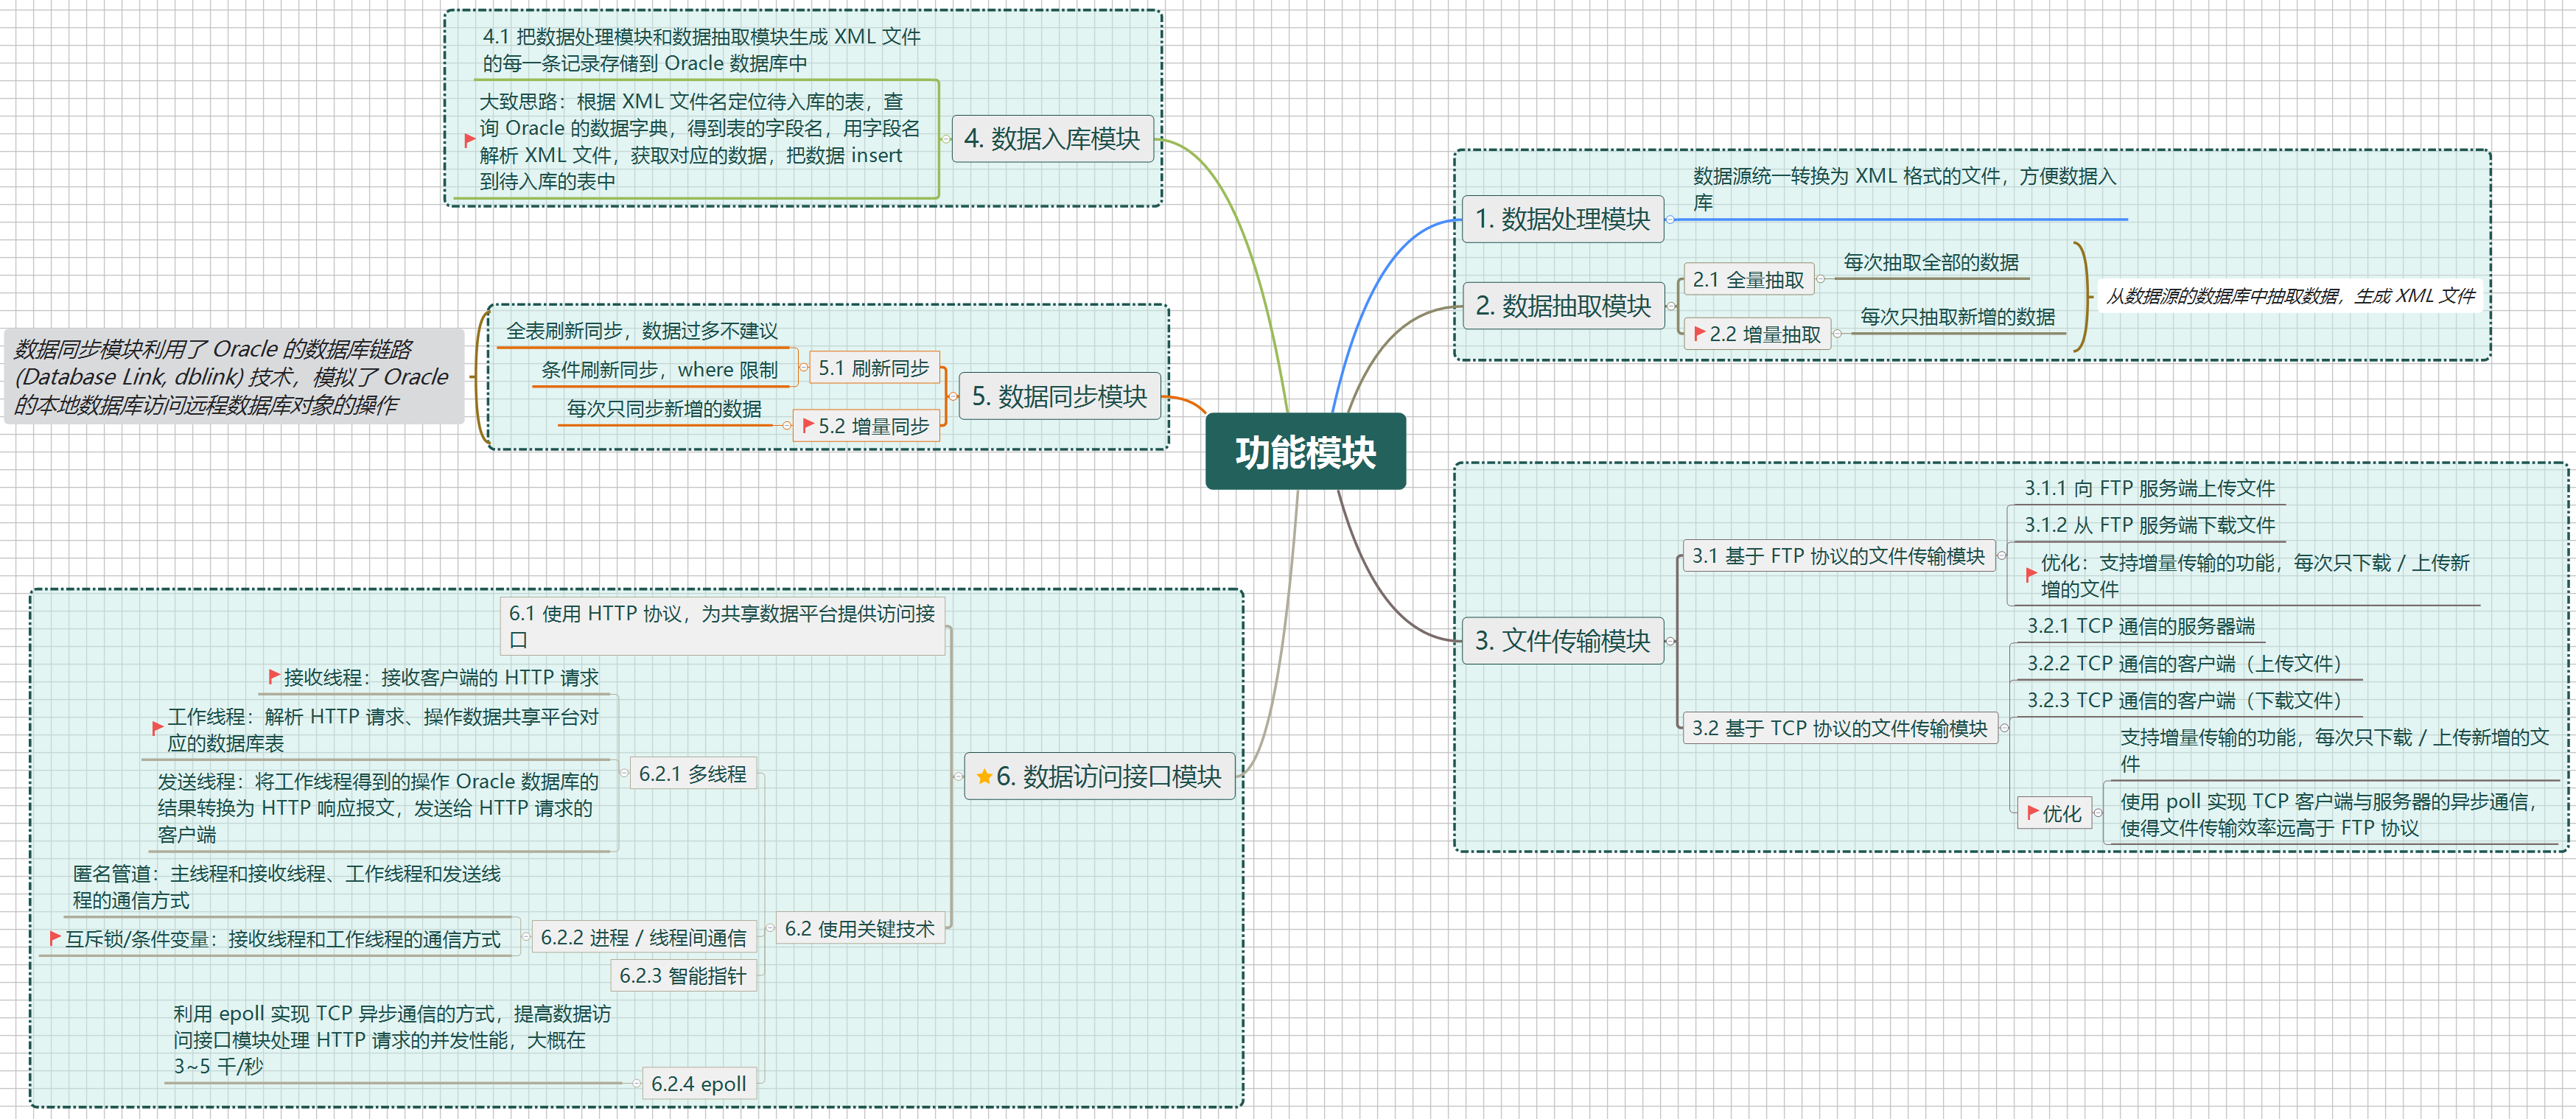 功能模块
1. 数据处理模块
数据源统一转换为 XML 格式的文件，方便数据入
库
2. 数据抽取模块
2.1 全量抽取
每次抽取全部的数据
2.2 增量抽取
每次只抽取新增的数据
从数据源的数据库中抽取数据，生成 XML 文件
3. 文件传输模块
3.1 基于 FTP 协议的文件传输模块
3.1.1 向 FTP 服务端上传文件
3.1.2 从 FTP 服务端下载文件
优化：支持增量传输的功能，每次只下载 / 上传新
增的文件
3.2 基于 TCP 协议的文件传输模块
3.2.1 TCP 通信的服务器端
3.2.2 TCP 通信的客户端（上传文件）
3.2.3 TCP 通信的客户端（下载文件）
优化
支持增量传输的功能，每次只下载 / 上传新增的文
件
使用 poll 实现 TCP 客户端与服务器的异步通信，
使得文件传输效率远高于 FTP 协议
4. 数据入库模块
4.1 把数据处理模块和数据抽取模块生成 XML 文件
的每一条记录存储到 Oracle 数据库中
大致思路：根据 XML 文件名定位待入库的表，查
询 Oracle 的数据字典，得到表的字段名，用字段名
解析 XML 文件，获取对应的数据，把数据 insert
到待入库的表中
5. 数据同步模块
5.1 刷新同步
全表刷新同步，数据过多不建议
条件刷新同步，where 限制
5.2 增量同步
每次只同步新增的数据
数据同步模块利用了 Oracle 的数据库链路
(Database Link, dblink) 技术，模拟了 Oracle
的本地数据库访问远程数据库对象的操作
6. 数据访问接口模块
6.1 使用 HTTP 协议，为共享数据平台提供访问接
口
6.2 使用关键技术
6.2.1 多线程
接收线程：接收客户端的 HTTP 请求
工作线程：解析 HTTP 请求、操作数据共享平台对
应的数据库表
发送线程：将工作线程得到的操作 Oracle 数据库的
结果转换为 HTTP 响应报文，发送给 HTTP 请求的
客户端
6.2.2 进程 / 线程间通信
匿名管道：主线程和接收线程、工作线程和发送线
程的通信方式
互斥锁/条件变量：接收线程和工作线程的通信方式
6.2.3 智能指针
6.2.4 epoll
利用 epoll 实现 TCP 异步通信的方式，提高数据访
问接口模块处理 HTTP 请求的并发性能，大概在
3~5 千/秒